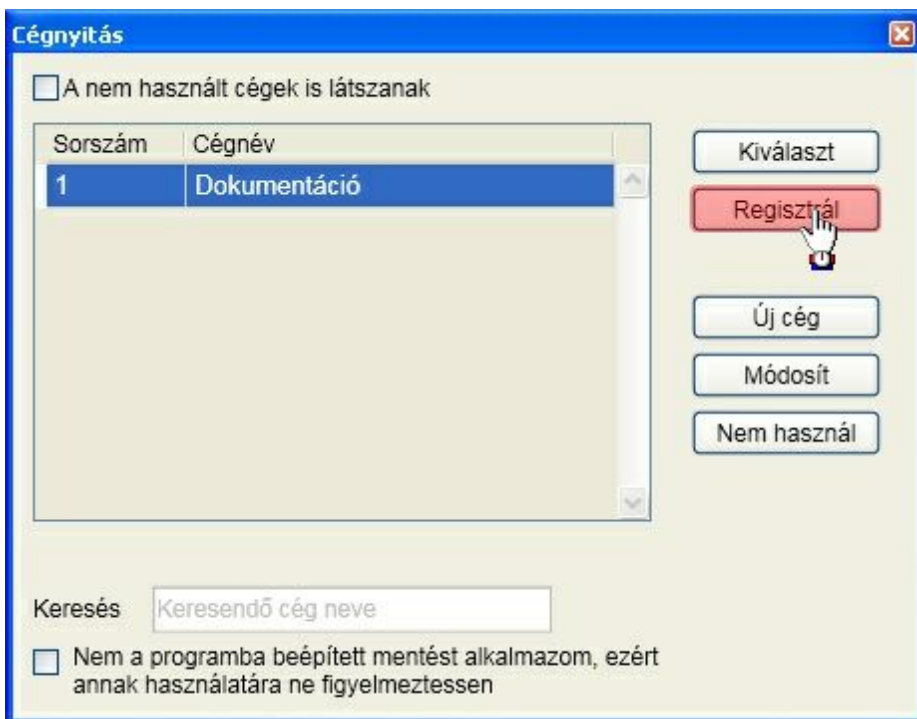 Cégnyitás
A nem használt cégek is látszanak
Sorszám Cégnév
1 Dokumentáció
Kiválaszt
Regisztrál
Új cég
Módosít
Nem használ
Keresés Keresendő cég neve
Nem a programba beépített mentést alkalmazom, ezért
annak használatára ne figyelmeztessen